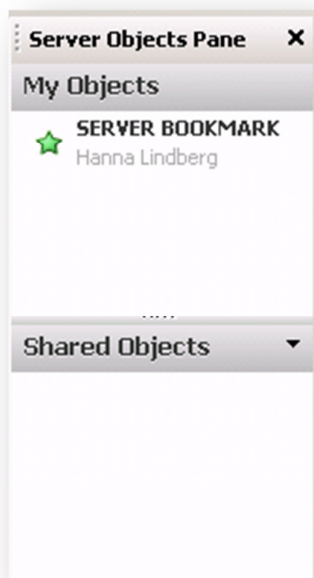 Server Objects Pane
My Objects
SERVER BOOKMARK
Hanna Lindberg
Shared Objects